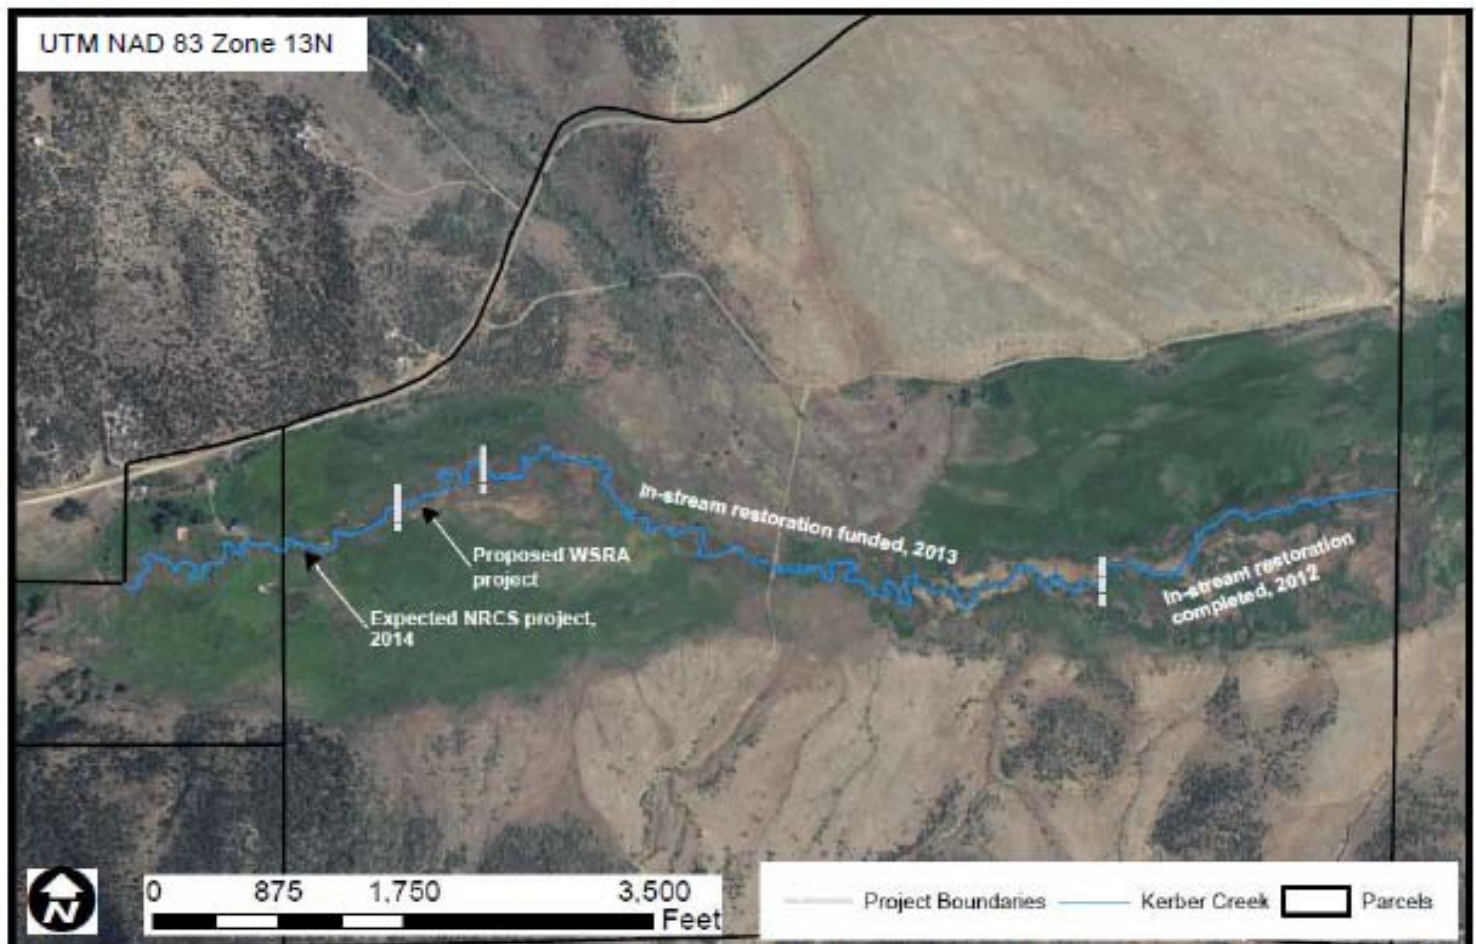 UTM NAD 83 Zone 13N
In-stream restoration funded, 2013
Proposed WSRA
project
In-stream restoration
completed, 2012
Expected NRCS project,
2014
N
0 875 1,750 3,500
Feet
Project Boundaries Kerber Creek Parcels